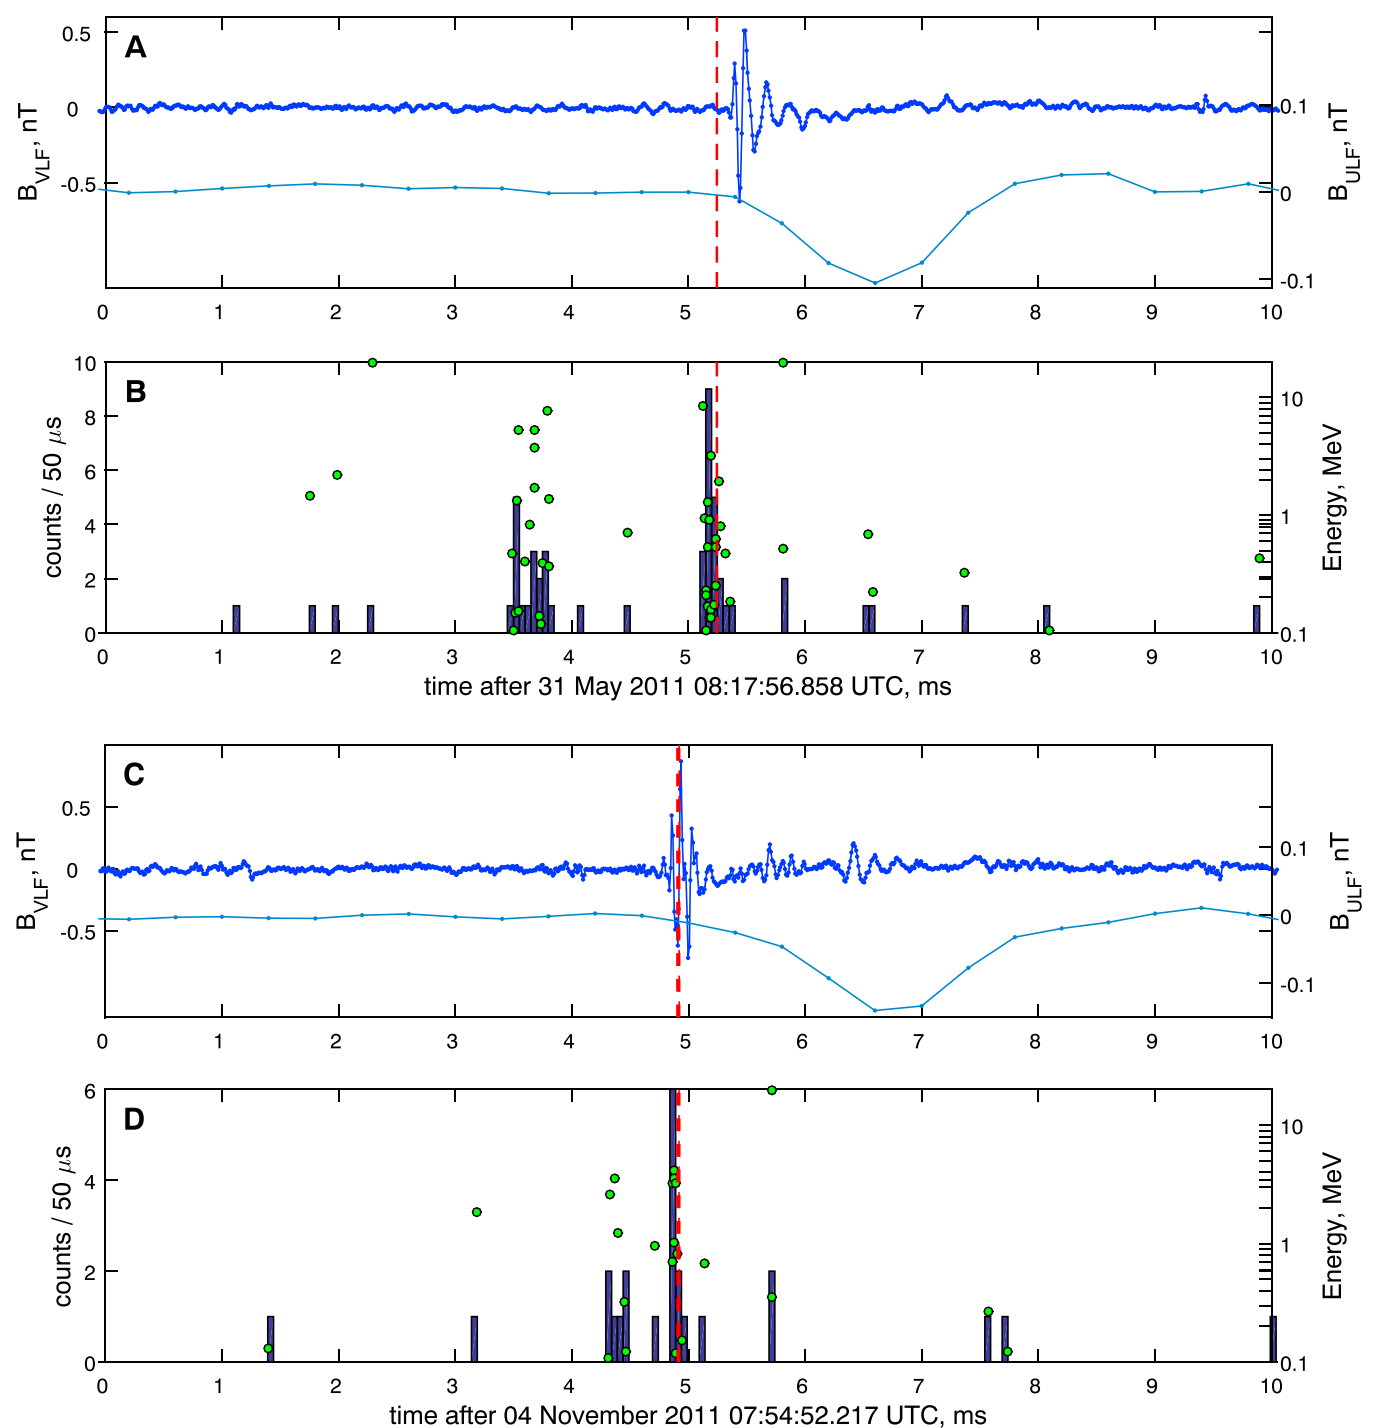 A
0.5
0
-0.5
B_VLF, nT
0.1
0
-0.1
B_ULF, nT
0 1 2 3 4 5 6 7 8 9 10
B
10
8
6
4
2
0
counts / 50 μs
10
1
0.1
Energy, MeV
0 1 2 3 4 5 6 7 8 9 10
time after 31 May 2011 08:17:56.858 UTC, ms
C
0.5
0
-0.5
B_VLF, nT
0.1
0
-0.1
B_ULF, nT
0 1 2 3 4 5 6 7 8 9 10
D
6
4
2
0
counts / 50 μs
10
1
0.1
Energy, MeV
0 1 2 3 4 5 6 7 8 9 10
time after 04 November 2011 07:54:52.217 UTC, ms